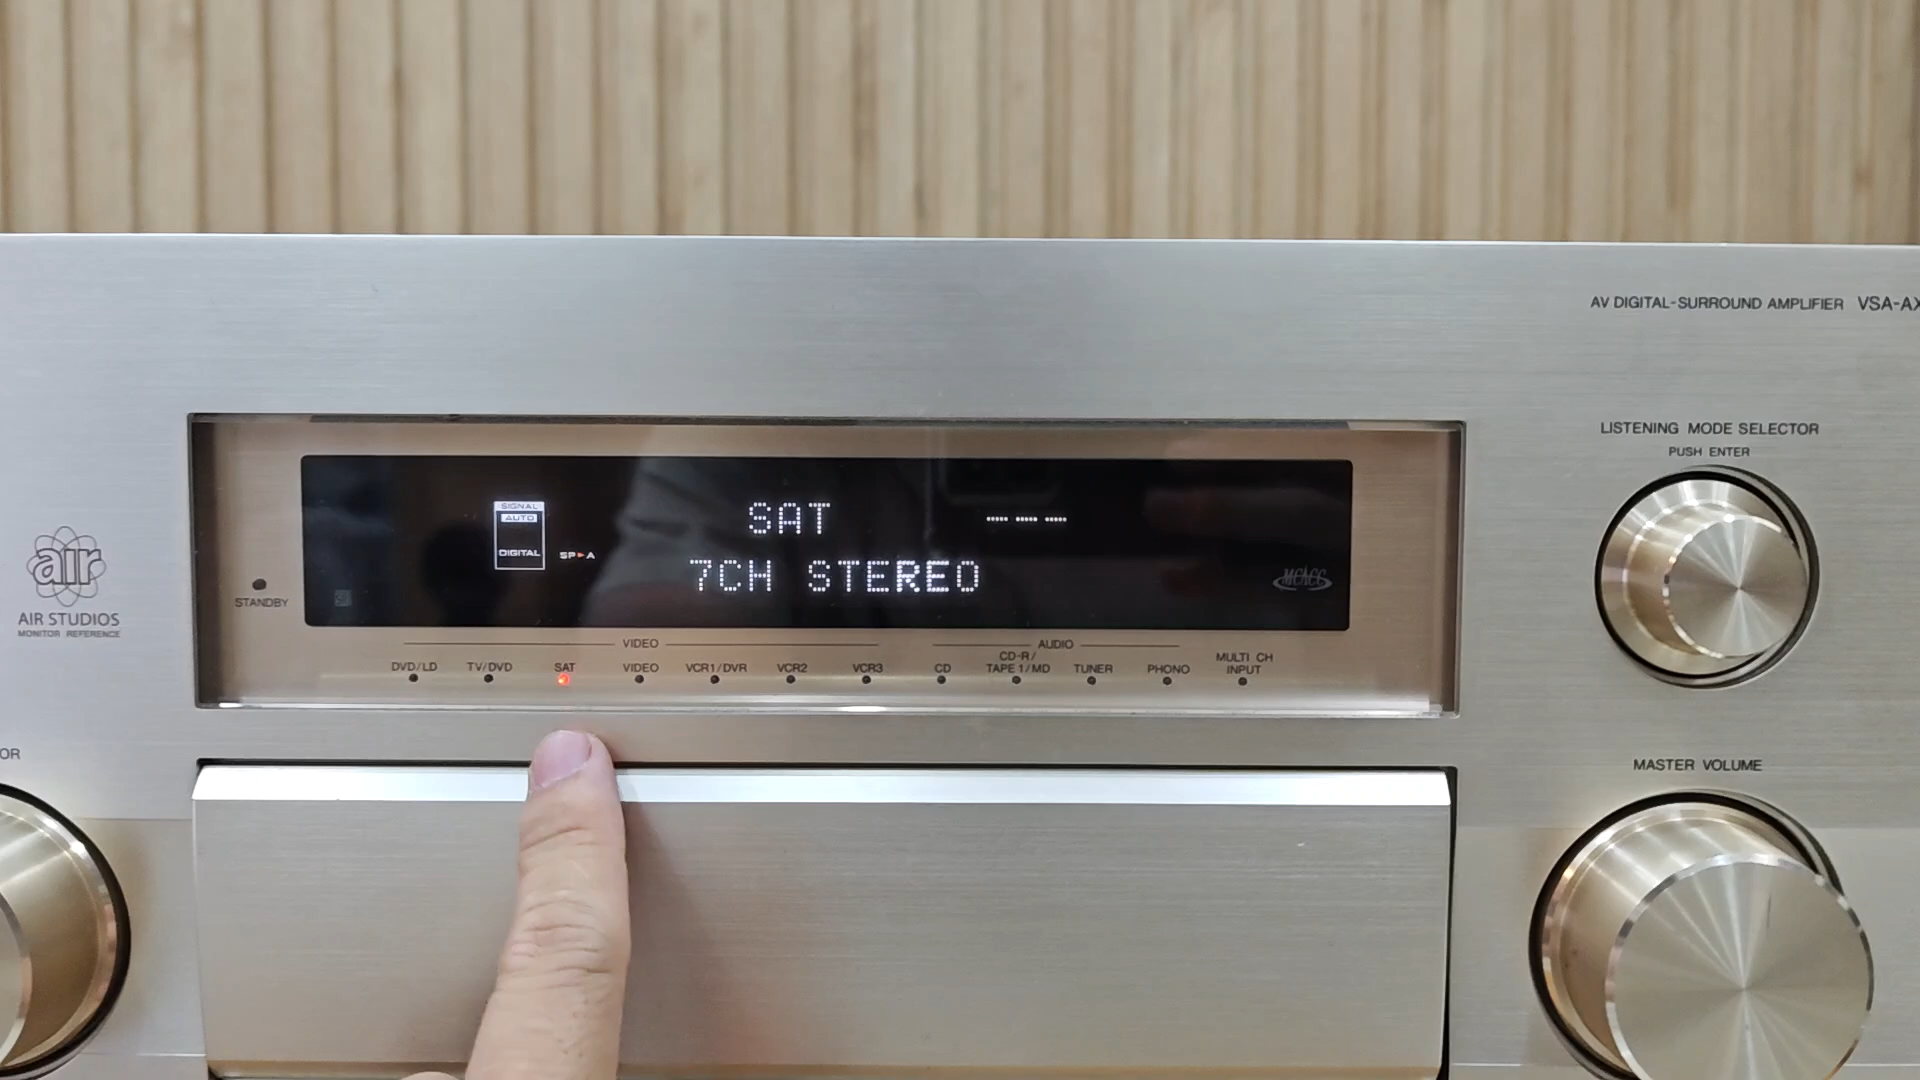 AV DIGITAL-SURROUND AMPLIFIER VSA-AX
LISTENING MODE SELECTOR
PUSH ENTER
SIGNAL
AUTO
DIGITAL
SP►A
SAT ---
7CH STEREO
MCACC
air
AIR STUDIOS
MONITOR REFERENCE
STANDBY
VIDEO
AUDIO
DVD/LD
TV/DVD
SAT
VIDEO
VCR1/DVR
VCR2
VCR3
CD
CD-R/
TAPE 1/MD
TUNER
PHONO
MULTI CH
INPUT
OR
MASTER VOLUME